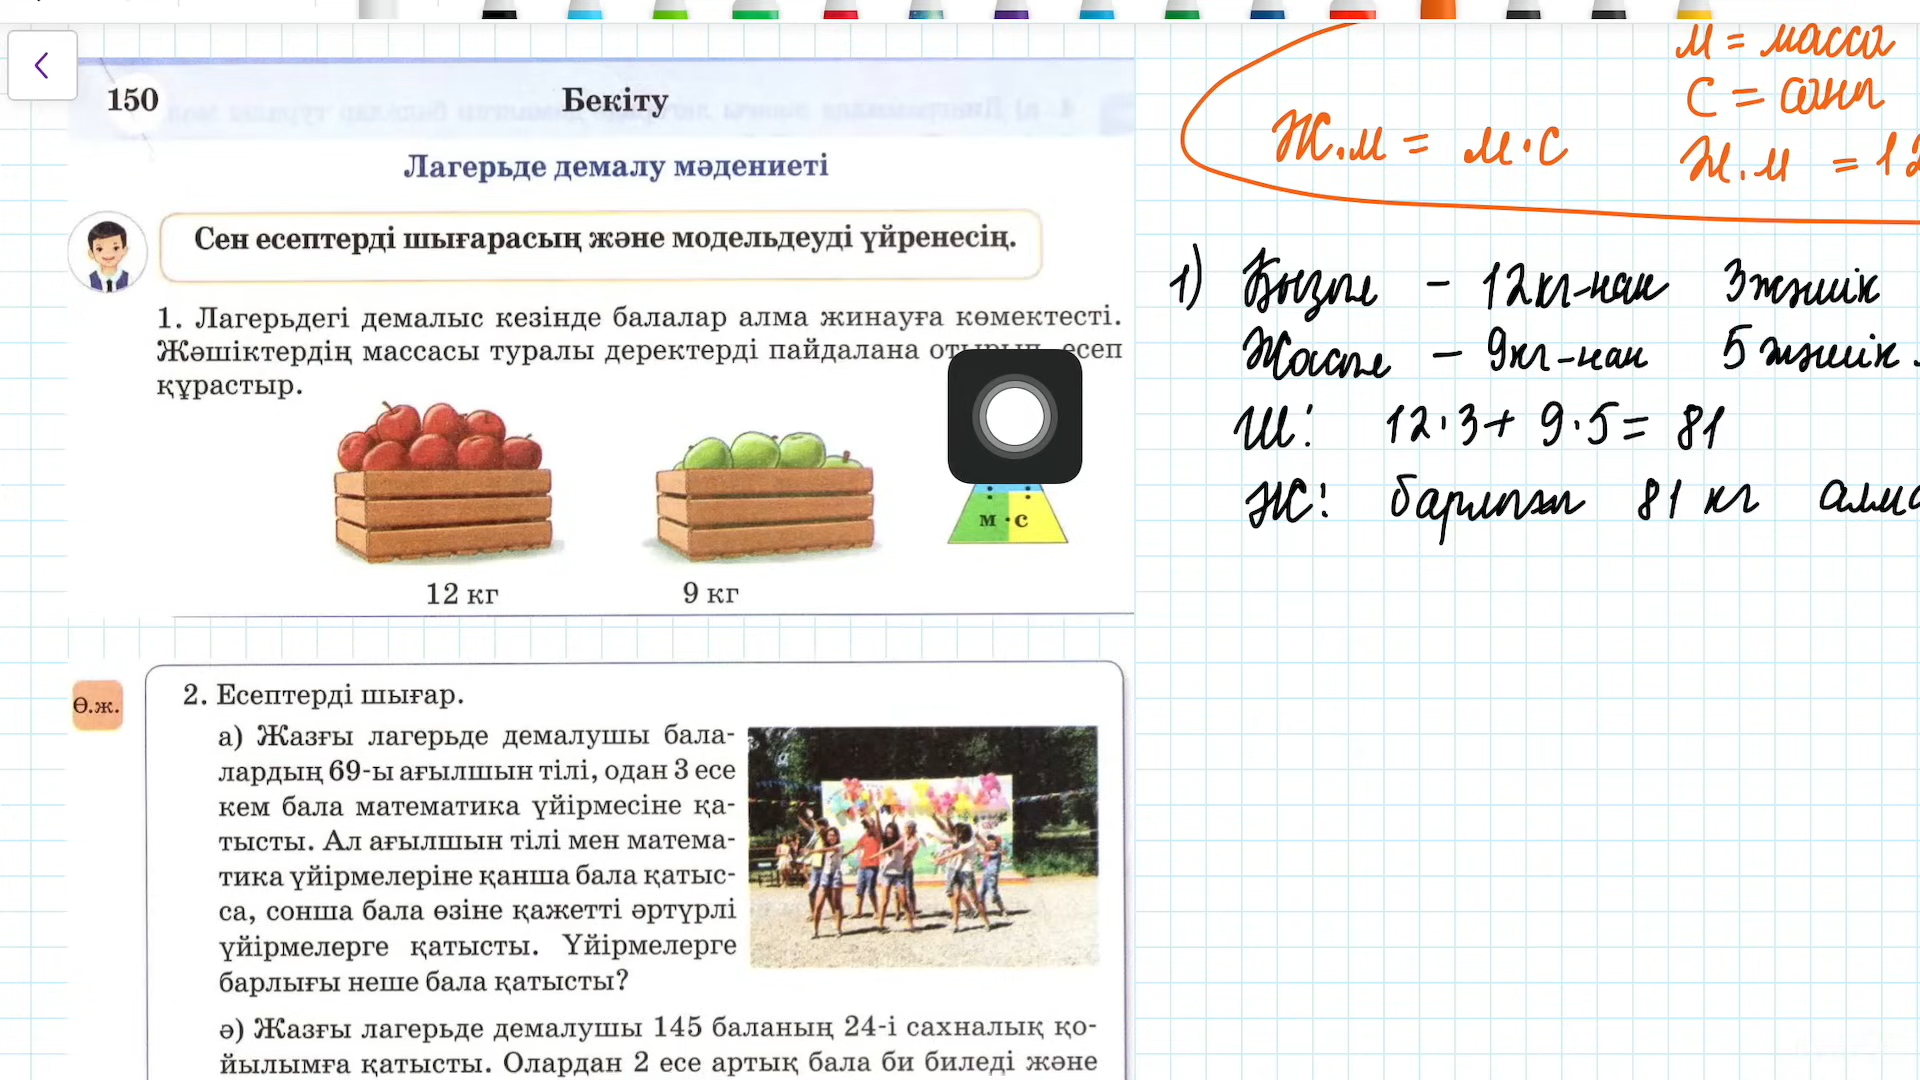 150
Бекіту
Лагерьде демалу мәдениеті
Сен есептерді шығарасың және модельдеуді үйренесің.
1. Лагерьдегі демалыс кезінде балалар алма жинауға көмектесті.
Жәшіктердің массасы туралы деректерді пайдалана отырып, есеп
құрастыр.
м · с
12 кг
9 кг
Ө.ж.
2. Есептерді шығар.
а) Жазғы лагерьде демалушы бала-
лардың 69-ы ағылшын тілі, одан 3 есе
кем бала математика үйірмесіне қа-
тысты. Ал ағылшын тілі мен матема-
тика үйірмелеріне қанша бала қатыс-
са, сонша бала өзіне қажетті әртүрлі
үйірмелерге қатысты. Үйірмелерге
барлығы неше бала қатысты?
ә) Жазғы лагерьде демалушы 145 баланың 24-і сахналық қо-
йылымға қатысты. Олардан 2 есе артық бала би биледі және
М = масса
С = саны
Ж.М = М·С
Ж.М = 12
1) Қызыл - 12кг-нан 3 жәшік
Жасыл - 9кг-нан 5 жәшік
Ш: 12·3+ 9·5= 81
Ж: барлығы 81 кг